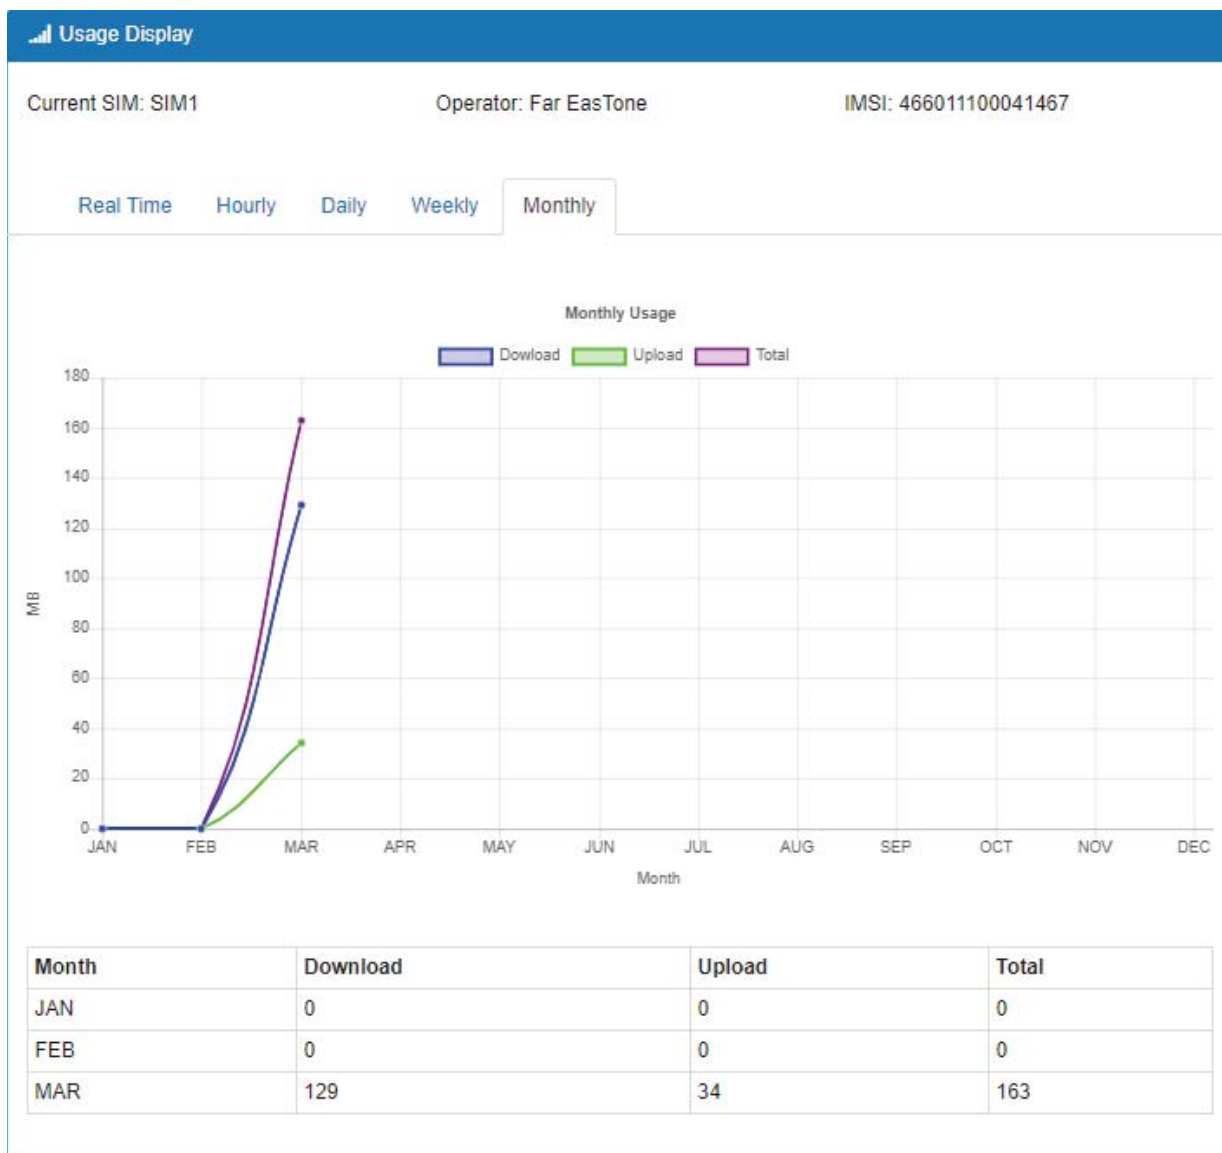 Usage Display
Current SIM: SIM1 Operator: Far EasTone IMSI: 466011100041467
Real Time Hourly Daily Weekly Monthly
Monthly Usage
Dowload Upload Total
180
160
140
120
100
MB
80
60
40
20
0
JAN FEB MAR APR MAY JUN JUL AUG SEP OCT NOV DEC
Month
Month Download Upload Total
JAN 0 0 0
FEB 0 0 0
MAR 129 34 163